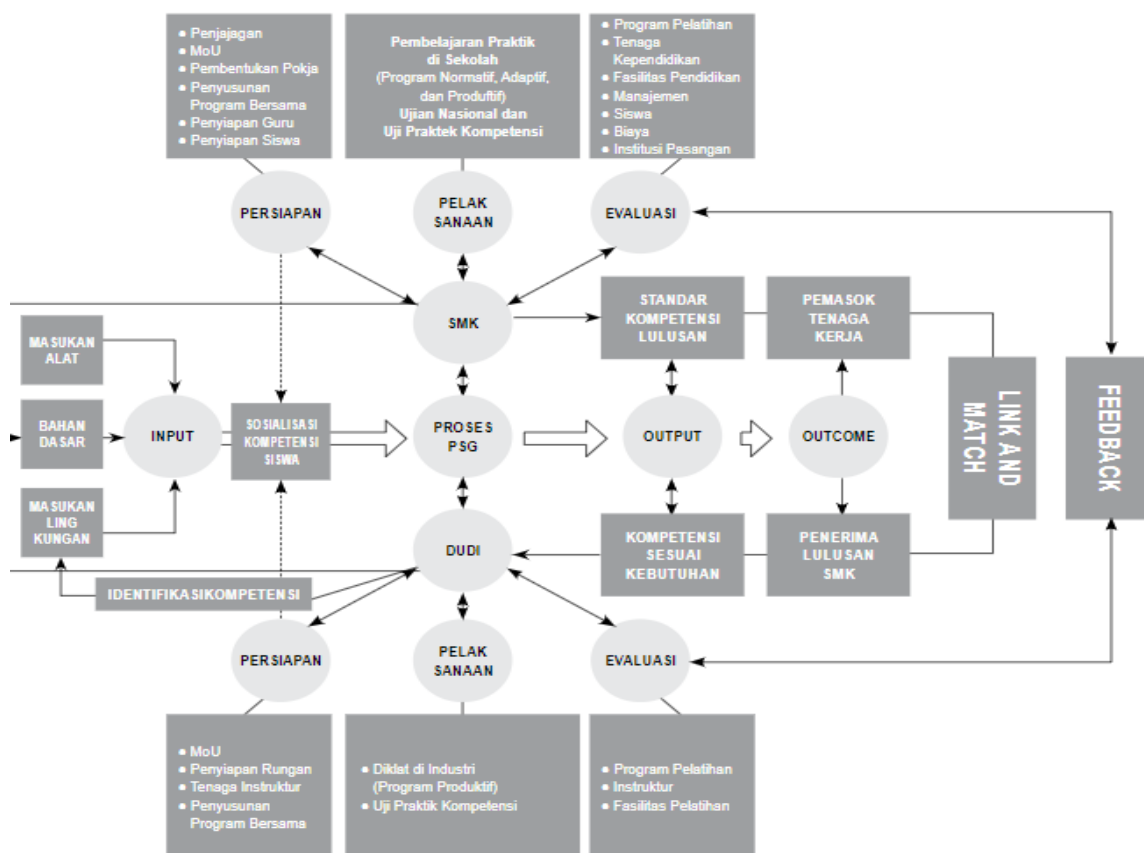 ● Penjajagan
● MoU
● Pembentukan Pokja
● Penyusunan
Program Bersama
● Penyiapan Guru
● Penyiapan Siswa
Pembelajaran Praktik
di Sekolah
(Program Normatif, Adaptif,
dan Produftif)
Ujian Nasional dan
Uji Praktek Kompetensi
● Program Pelatihan
● Tenaga
Kependidikan
● Fasilitas Pendidikan
● Manajemen
● Siswa
● Biaya
● Institusi Pasangan
PERSIAPAN
PELAK
SANAAN
EVALUASI
SMK
STANDAR
KOMPETENSI
LULUSAN
PEMASOK
TENAGA
KERJA
MASUKAN
ALAT
BAHAN
DASAR
INPUT
SOSIALISASI
KOMPETENSI
SISWA
PROSES
PSG
OUTPUT
OUTCOME
LINK AND
MATCH
FEEDBACK
MASUKAN
LING
KUNGAN
DUDI
KOMPETENSI
SESUAI
KEBUTUHAN
PENERIMA
LULUSAN
SMK
IDENTIFIKASIKOMPETENSI
PERSIAPAN
PELAK
SANAAN
EVALUASI
● MoU
● Penyiapan Rungan
● Tenaga Instruktur
● Penyusunan
Program Bersama
● Diklat di Industri
(Program Produktif)
● Uji Praktik Kompetensi
● Program Pelatihan
● Instruktur
● Fasilitas Pelatihan